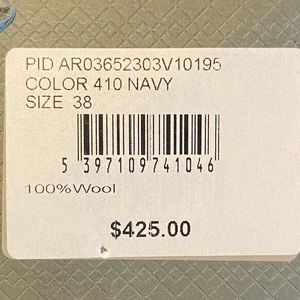 PID AR03652303V10195
COLOR 410 NAVY
SIZE 38
5 397109 741046
100%Wool
$425.00